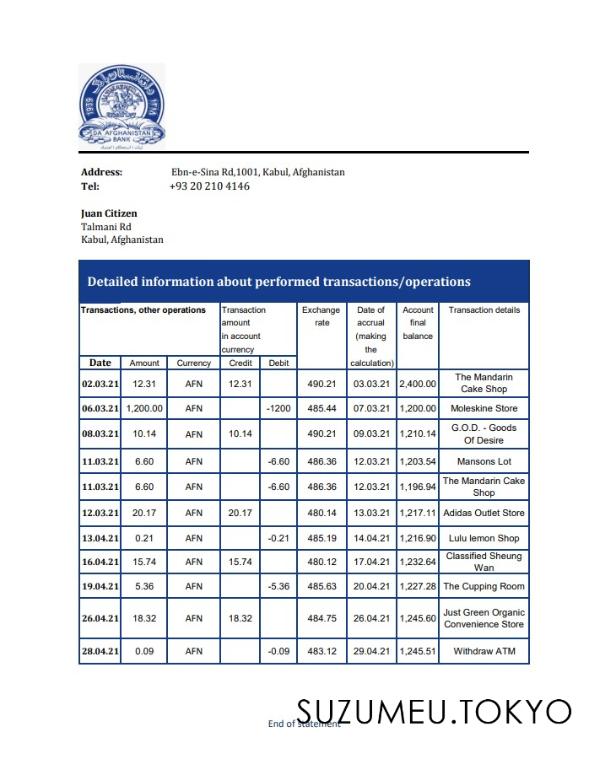 1939
DA AFGHANISTAN
BANK
Address: Ebn-e-Sina Rd,1001, Kabul, Afghanistan
Tel: +93 20 210 4146
Juan Citizen
Talmani Rd
Kabul, Afghanistan
Detailed information about performed transactions/operations
Transactions, other operations
Transaction
amount
in account
currency
Exchange
rate
Date of
accrual
(making
the
calculation)
Account
final
balance
Transaction details
Date Amount Currency Credit Debit
02.03.21 12.31 AFN 12.31 490.21 03.03.21 2,400.00 The Mandarin
Cake Shop
06.03.21 1,200.00 AFN -1200 485.44 07.03.21 1,200.00 Moleskine Store
08.03.21 10.14 AFN 10.14 490.21 09.03.21 1,210.14 G.O.D. - Goods
Of Desire
11.03.21 6.60 AFN -6.60 486.36 12.03.21 1,203.54 Mansons Lot
11.03.21 6.60 AFN -6.60 486.36 12.03.21 1,196.94 The Mandarin Cake
Shop
12.03.21 20.17 AFN 20.17 480.14 13.03.21 1,217.11 Adidas Outlet Store
13.04.21 0.21 AFN -0.21 485.19 14.04.21 1,216.90 Lulu lemon Shop
16.04.21 15.74 AFN 15.74 480.12 17.04.21 1,232.64 Classified Sheung
Wan
19.04.21 5.36 AFN -5.36 485.63 20.04.21 1,227.28 The Cupping Room
26.04.21 18.32 AFN 18.32 484.75 26.04.21 1,245.60 Just Green Organic
Convenience Store
28.04.21 0.09 AFN -0.09 483.12 29.04.21 1,245.51 Withdraw ATM
End of statement
SUZUMEU.TOKYO